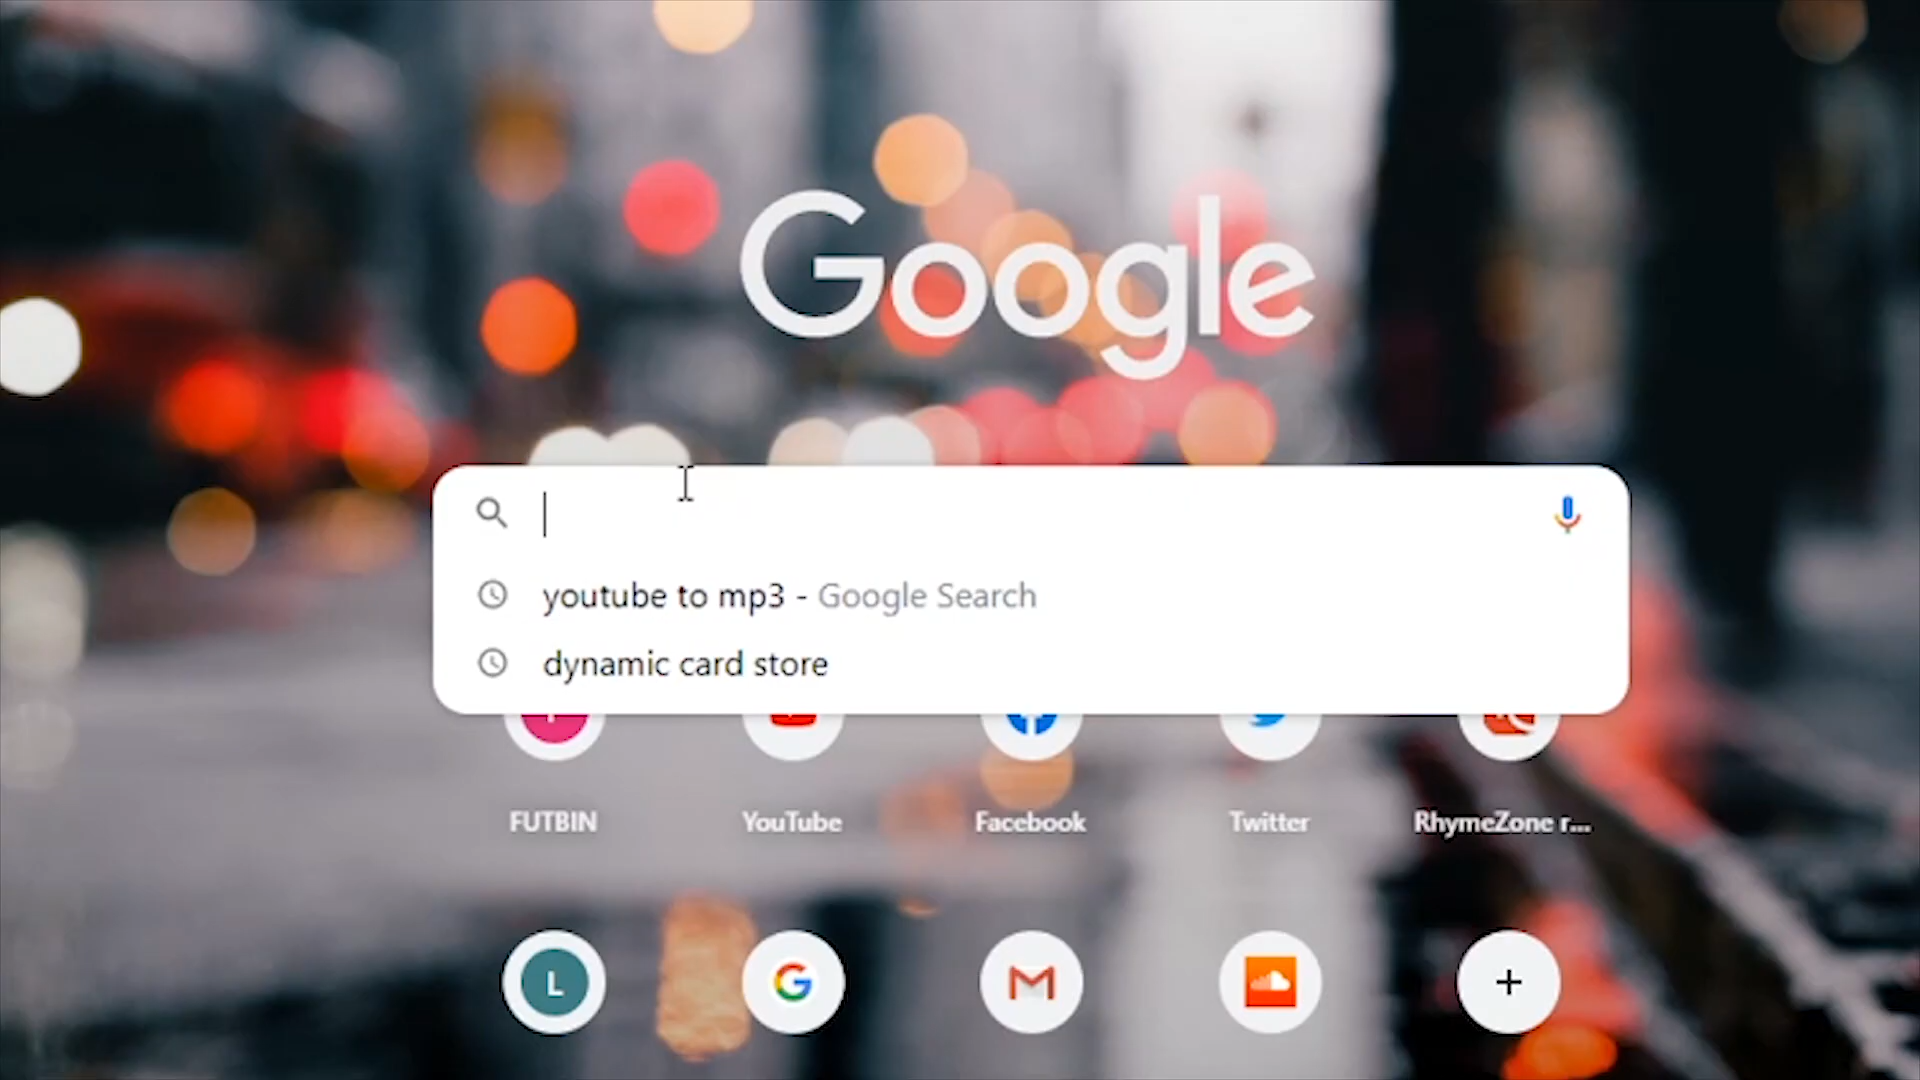 Google
youtube to mp3 - Google Search
dynamic card store
FUTBIN
YouTube
Facebook
Twitter
RhymeZone r...
L